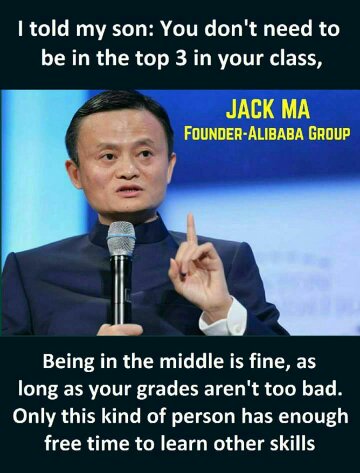 I told my son: You don't need to
be in the top 3 in your class,
JACK MA
FOUNDER-ALIBABA GROUP
Being in the middle is fine, as
long as your grades aren't too bad.
Only this kind of person has enough
free time to learn other skills